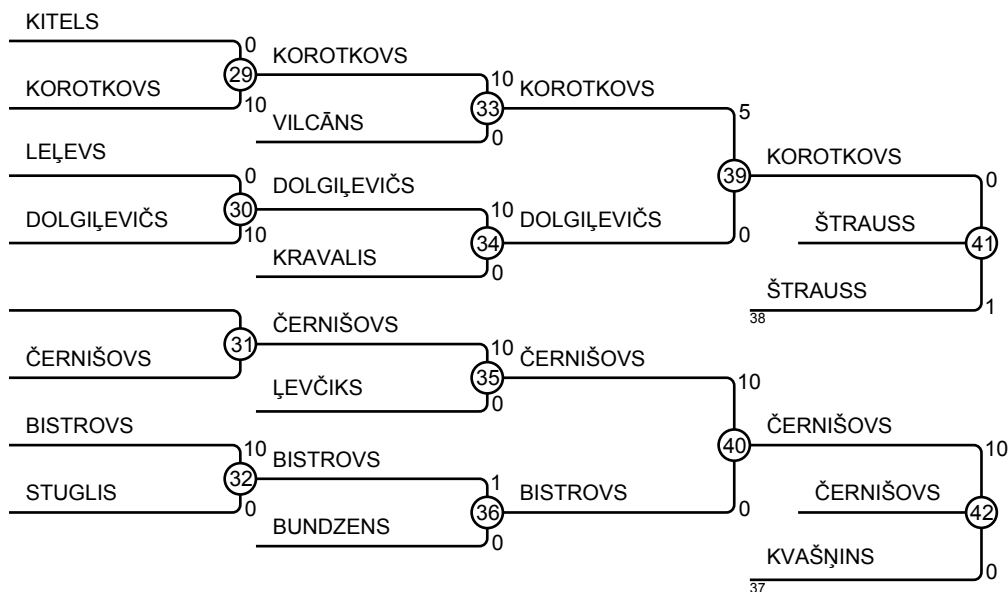 KITELS
0
KOROTKOVS
29
10
KOROTKOVS
10
KOROTKOVS
33
VILCĀNS
0
5
LEĻEVS
0
DOLGIĻEVIČS
30
10
DOLGIĻEVIČS
10
DOLGIĻEVIČS
34
KRAVALIS
0
39
0
KOROTKOVS
0
ŠTRAUSS
41
ŠTRAUSS
38
1
31
ČERNIŠOVS
ČERNIŠOVS
10
ČERNIŠOVS
35
ĻEVČIKS
0
10
BISTROVS
10
STUGLIS
32
0
BISTROVS
1
BISTROVS
36
BUNDZENS
0
40
0
ČERNIŠOVS
10
ČERNIŠOVS
42
KVAŠŅINS
37
0